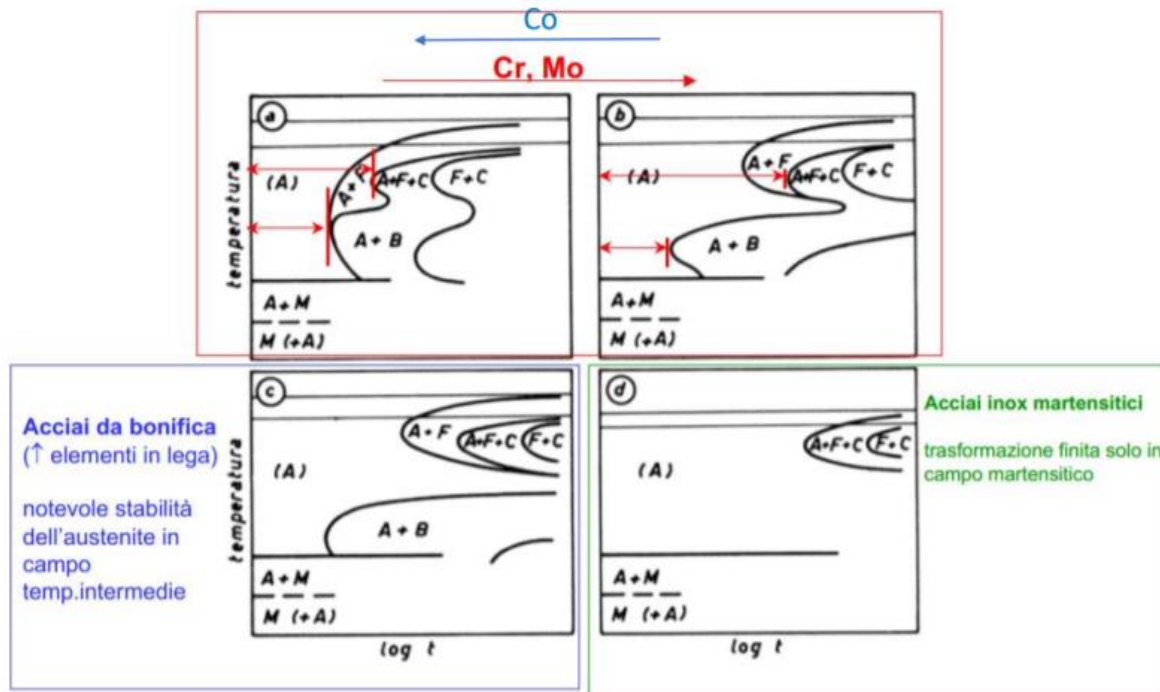 Co
Cr, Mo
a
temperatura
(A)
A+F
A+F+C
F+C
A+B
A+M
M (+A)
b
(A)
A+F
A+F+C
F+C
A+B
A+M
M (+A)
Acciai da bonifica
(↑ elementi in lega)
notevole stabilità
dell'austenite in
campo
temp.intermedie
c
temperatura
(A)
A+F
A+F+C
F+C
A+B
A+M
M (+A)
log t
d
(A)
A+F+C
F+C
A+M
M (+A)
log t
Acciai inox martensitici
trasformazione finita solo in
campo martensitico